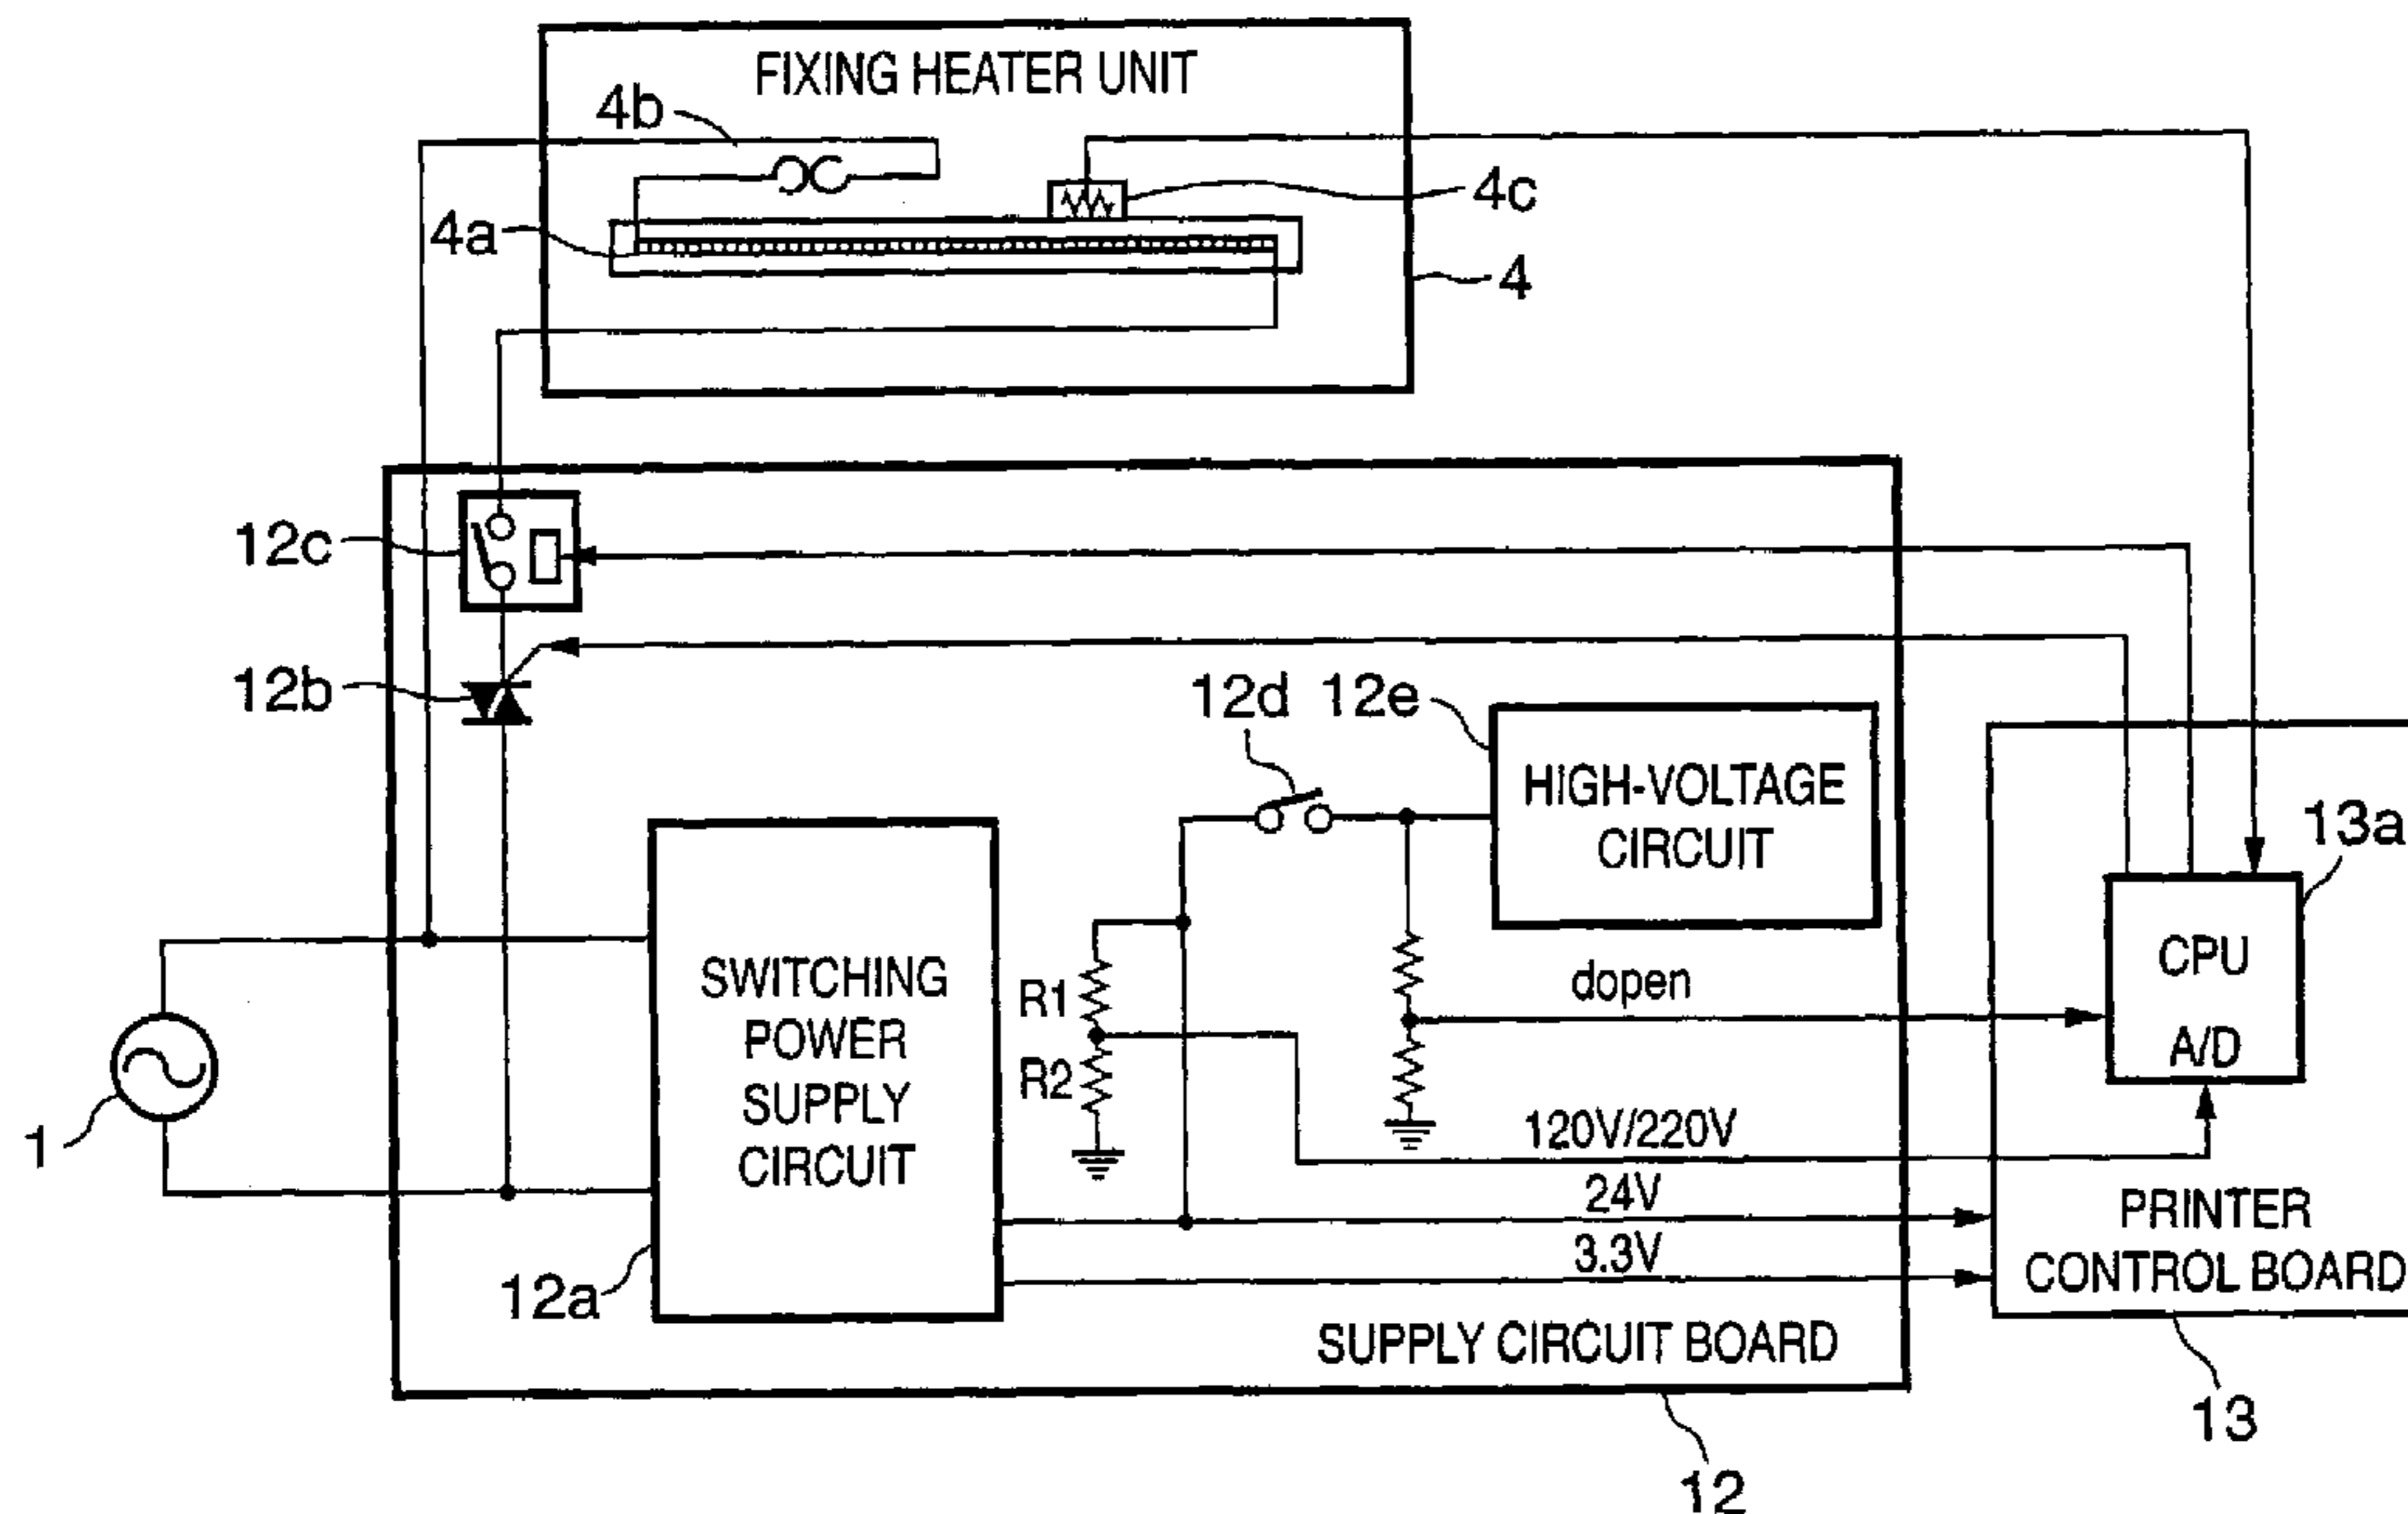 FIXING HEATER UNIT
4b
4a
4c
4
12c
12b
12d
12e
HIGH-VOLTAGE
CIRCUIT
13a
CPU
A/D
SWITCHING
POWER
SUPPLY
CIRCUIT
R1
R2
dopen
1
120V/220V
24V
3.3V
12a
PRINTER
CONTROL BOARD
SUPPLY CIRCUIT BOARD
13
12